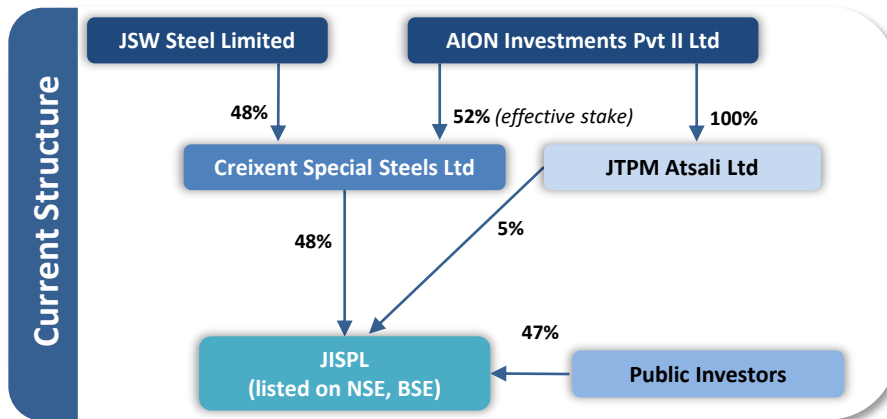 Current Structure
JSW Steel Limited
AION Investments Pvt II Ltd
48%
52% (effective stake)
100%
Creixent Special Steels Ltd
JTPM Atsali Ltd
48%
5%
47%
JISPL
(listed on NSE, BSE)
Public Investors